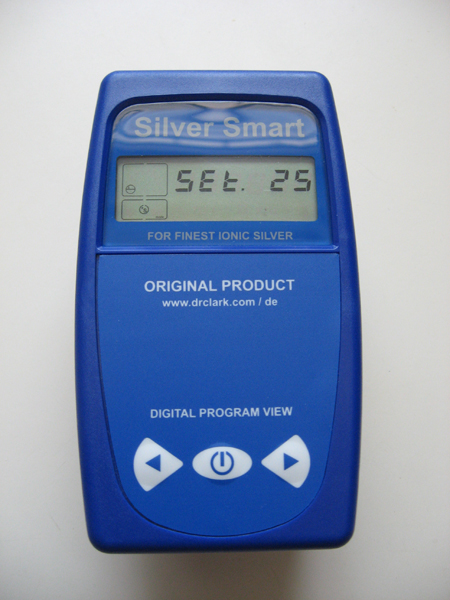 Silver Smart
SEt. 25
FOR FINEST IONIC SILVER
ORIGINAL PRODUCT
www.drclark.com / de
DIGITAL PROGRAM VIEW